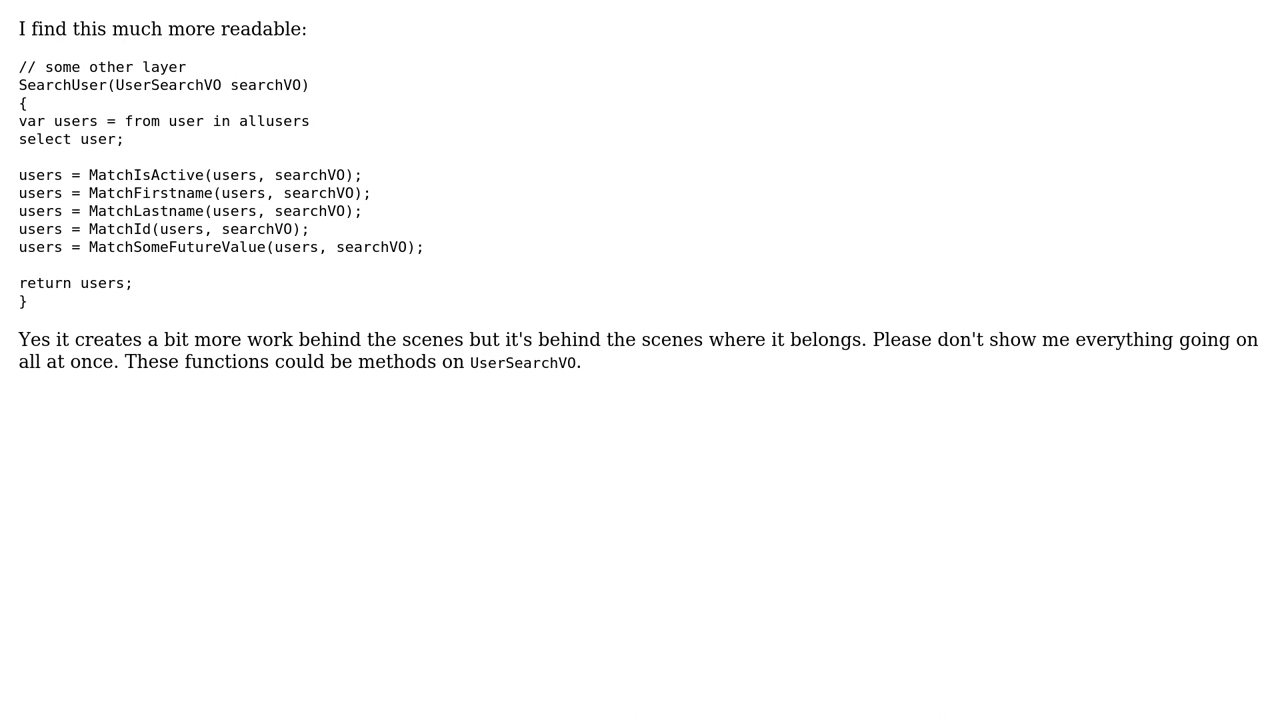 I find this much more readable:
// some other layer
SearchUser(UserSearchVO searchVO)
{
var users = from user in allusers
select user;
users = MatchIsActive(users, searchVO);
users = MatchFirstname(users, searchVO);
users = MatchLastname(users, searchVO);
users = MatchId(users, searchVO);
users = MatchSomeFutureValue(users, searchVO);
return users;
}
Yes it creates a bit more work behind the scenes but it's behind the scenes where it belongs. Please don't show me everything going on
all at once. These functions could be methods on UserSearchVO.